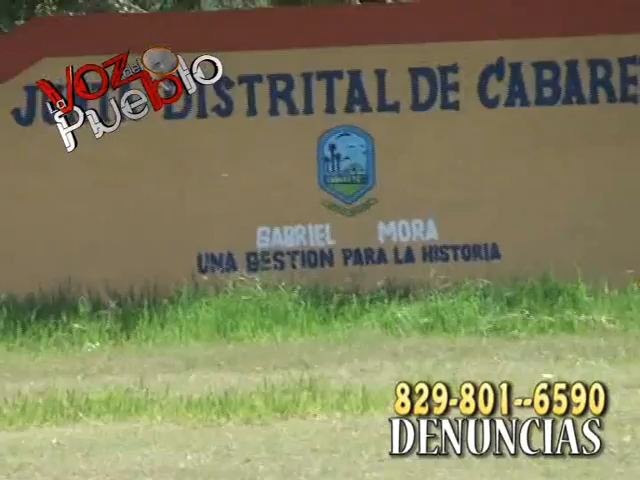 La Voz del Pueblo
DISTRITAL DE CABARE
GABRIEL MORA
UNA GESTION PARA LA HISTORIA
829-801--6590
DENUNCIAS